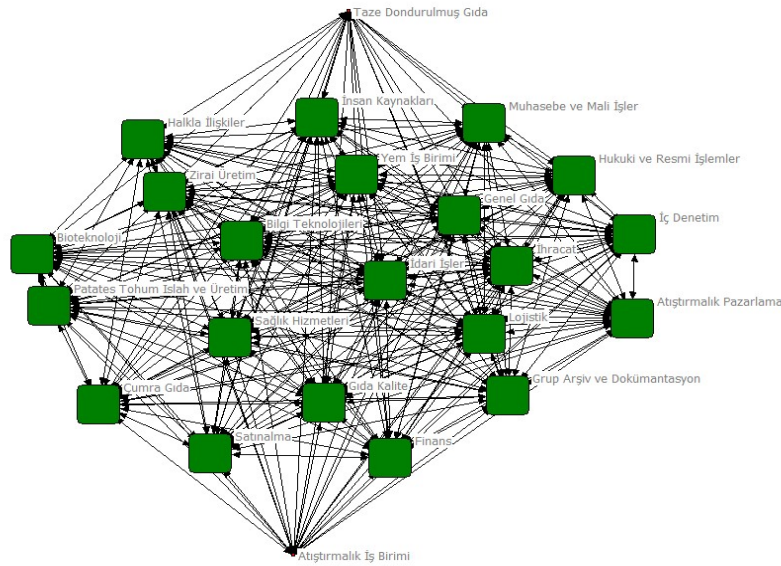 Taze Dondurulmuş Gıda
İnsan Kaynakları
Muhasebe ve Mali İşler
Halkla İlişkiler
Yem İş Birimi
Hukuki ve Resmi İşlemler
Zirai Üretim
Genel Gıda
Bilgi Teknolojileri
İç Denetim
Bioteknoloji
İhracat
İdari İşler
Patates Tohum Islah ve Üretim
Atıştırmalık Pazarlama
Sağlık Hizmetleri
Lojistik
Çumra Gıda
Gıda Kalite
Grup Arşiv ve Dokümantasyon
Satınalma
Finans
Atıştırmalık İş Birimi